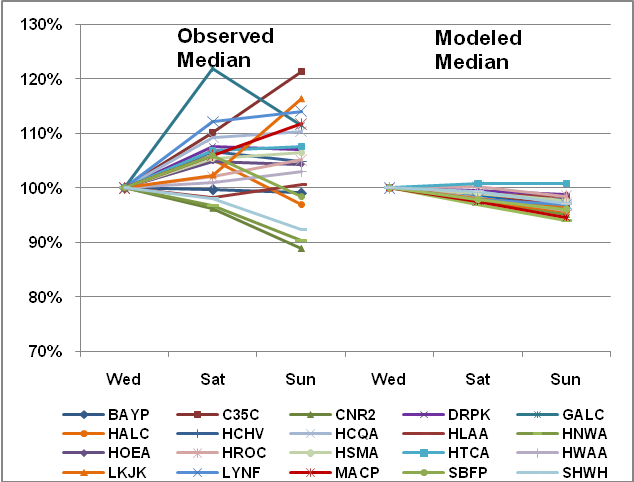 130%
120%
110%
100%
90%
80%
70%
Observed Median
Modeled Median
Wed Sat Sun Wed Sat Sun
BAYP C35C CNR2 DRPK GALC
HALC HCHV HCQA HLAA HNWA
HOEA HROC HSMA HTCA HWAA
LKJK LYNF MACP SBFP SHWH